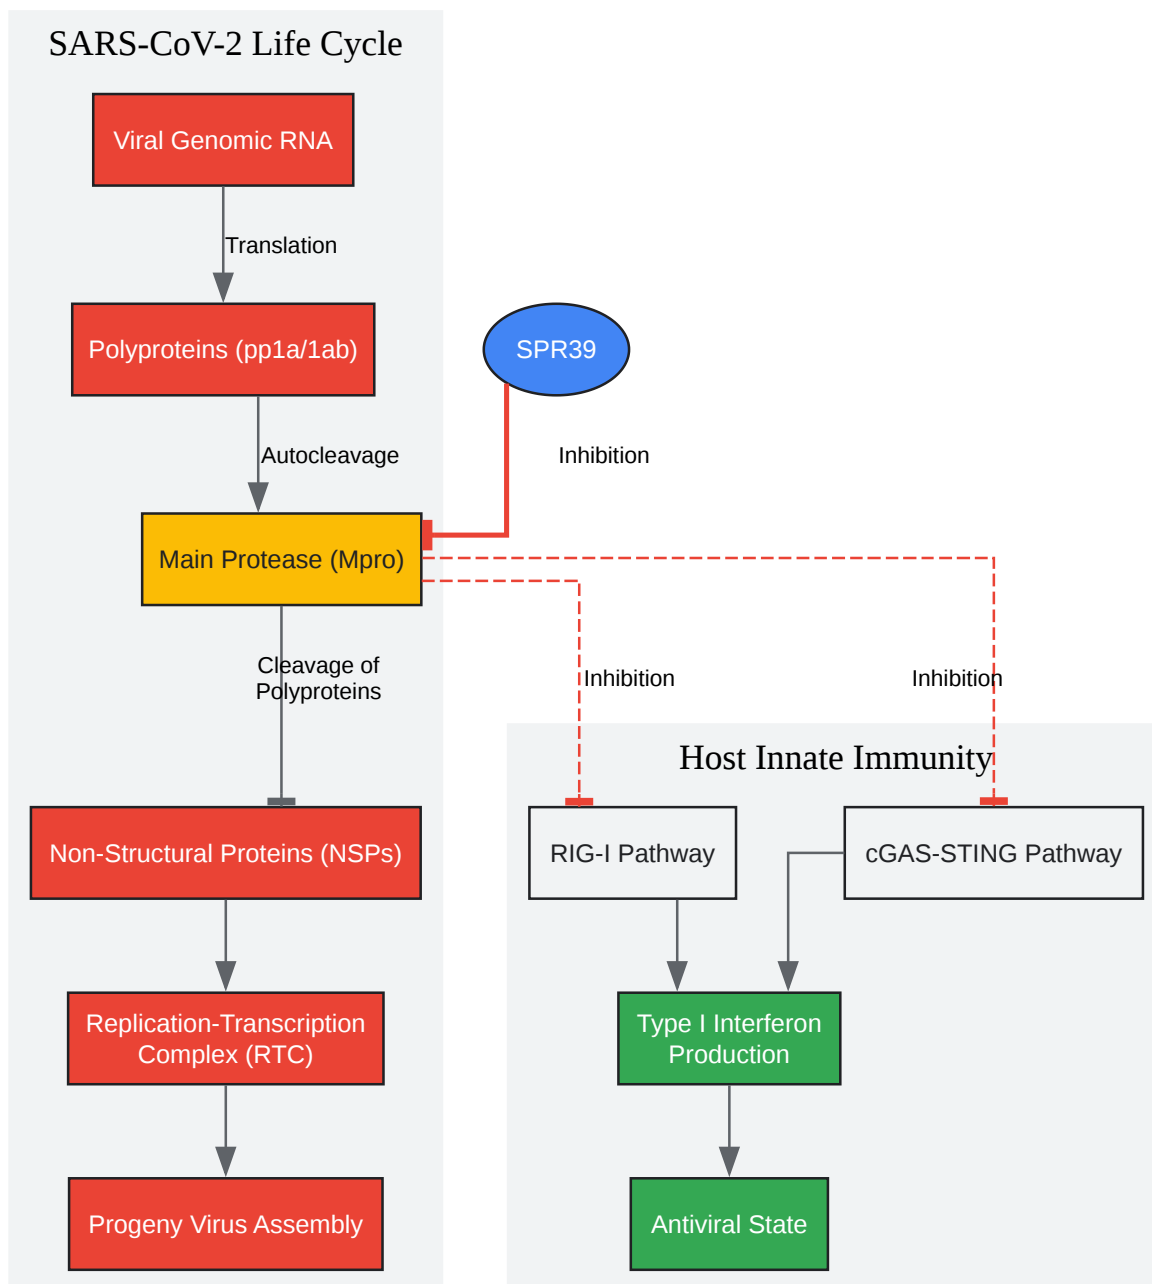 SARS-CoV-2 Life Cycle
Viral Genomic RNA
Translation
Polyproteins (pp1a/1ab)
SPR39
Autocleavage
Inhibition
Main Protease (Mpro)
Cleavage of
Polyproteins
Inhibition
Inhibition
Host Innate Immunity
Non-Structural Proteins (NSPs)
RIG-I Pathway
cGAS-STING Pathway
Replication-Transcription
Complex (RTC)
Type I Interferon
Production
Progeny Virus Assembly
Antiviral State